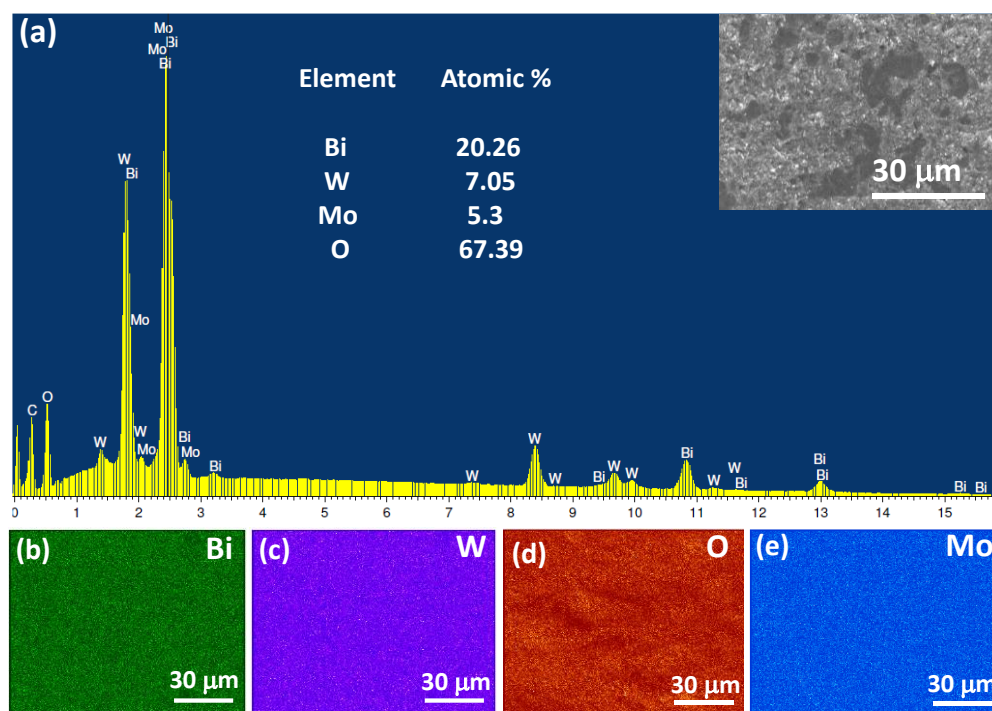 (a)
Mo
Bi
Mo
Bi
Element Atomic %
Bi 20.26
W 7.05
Mo 5.3
O 67.39
30 µm
W
Bi
Mo
C
O
W
W
Mo
Bi
Mo
Bi
W
W
W
Bi
W
W
Bi
W
W
Bi
Bi
Bi
Bi
Bi
0 1 2 3 4 5 6 7 8 9 10 11 12 13 14 15
(b) Bi
30 µm
(c) W
30 µm
(d) O
30 µm
(e) Mo
30 µm